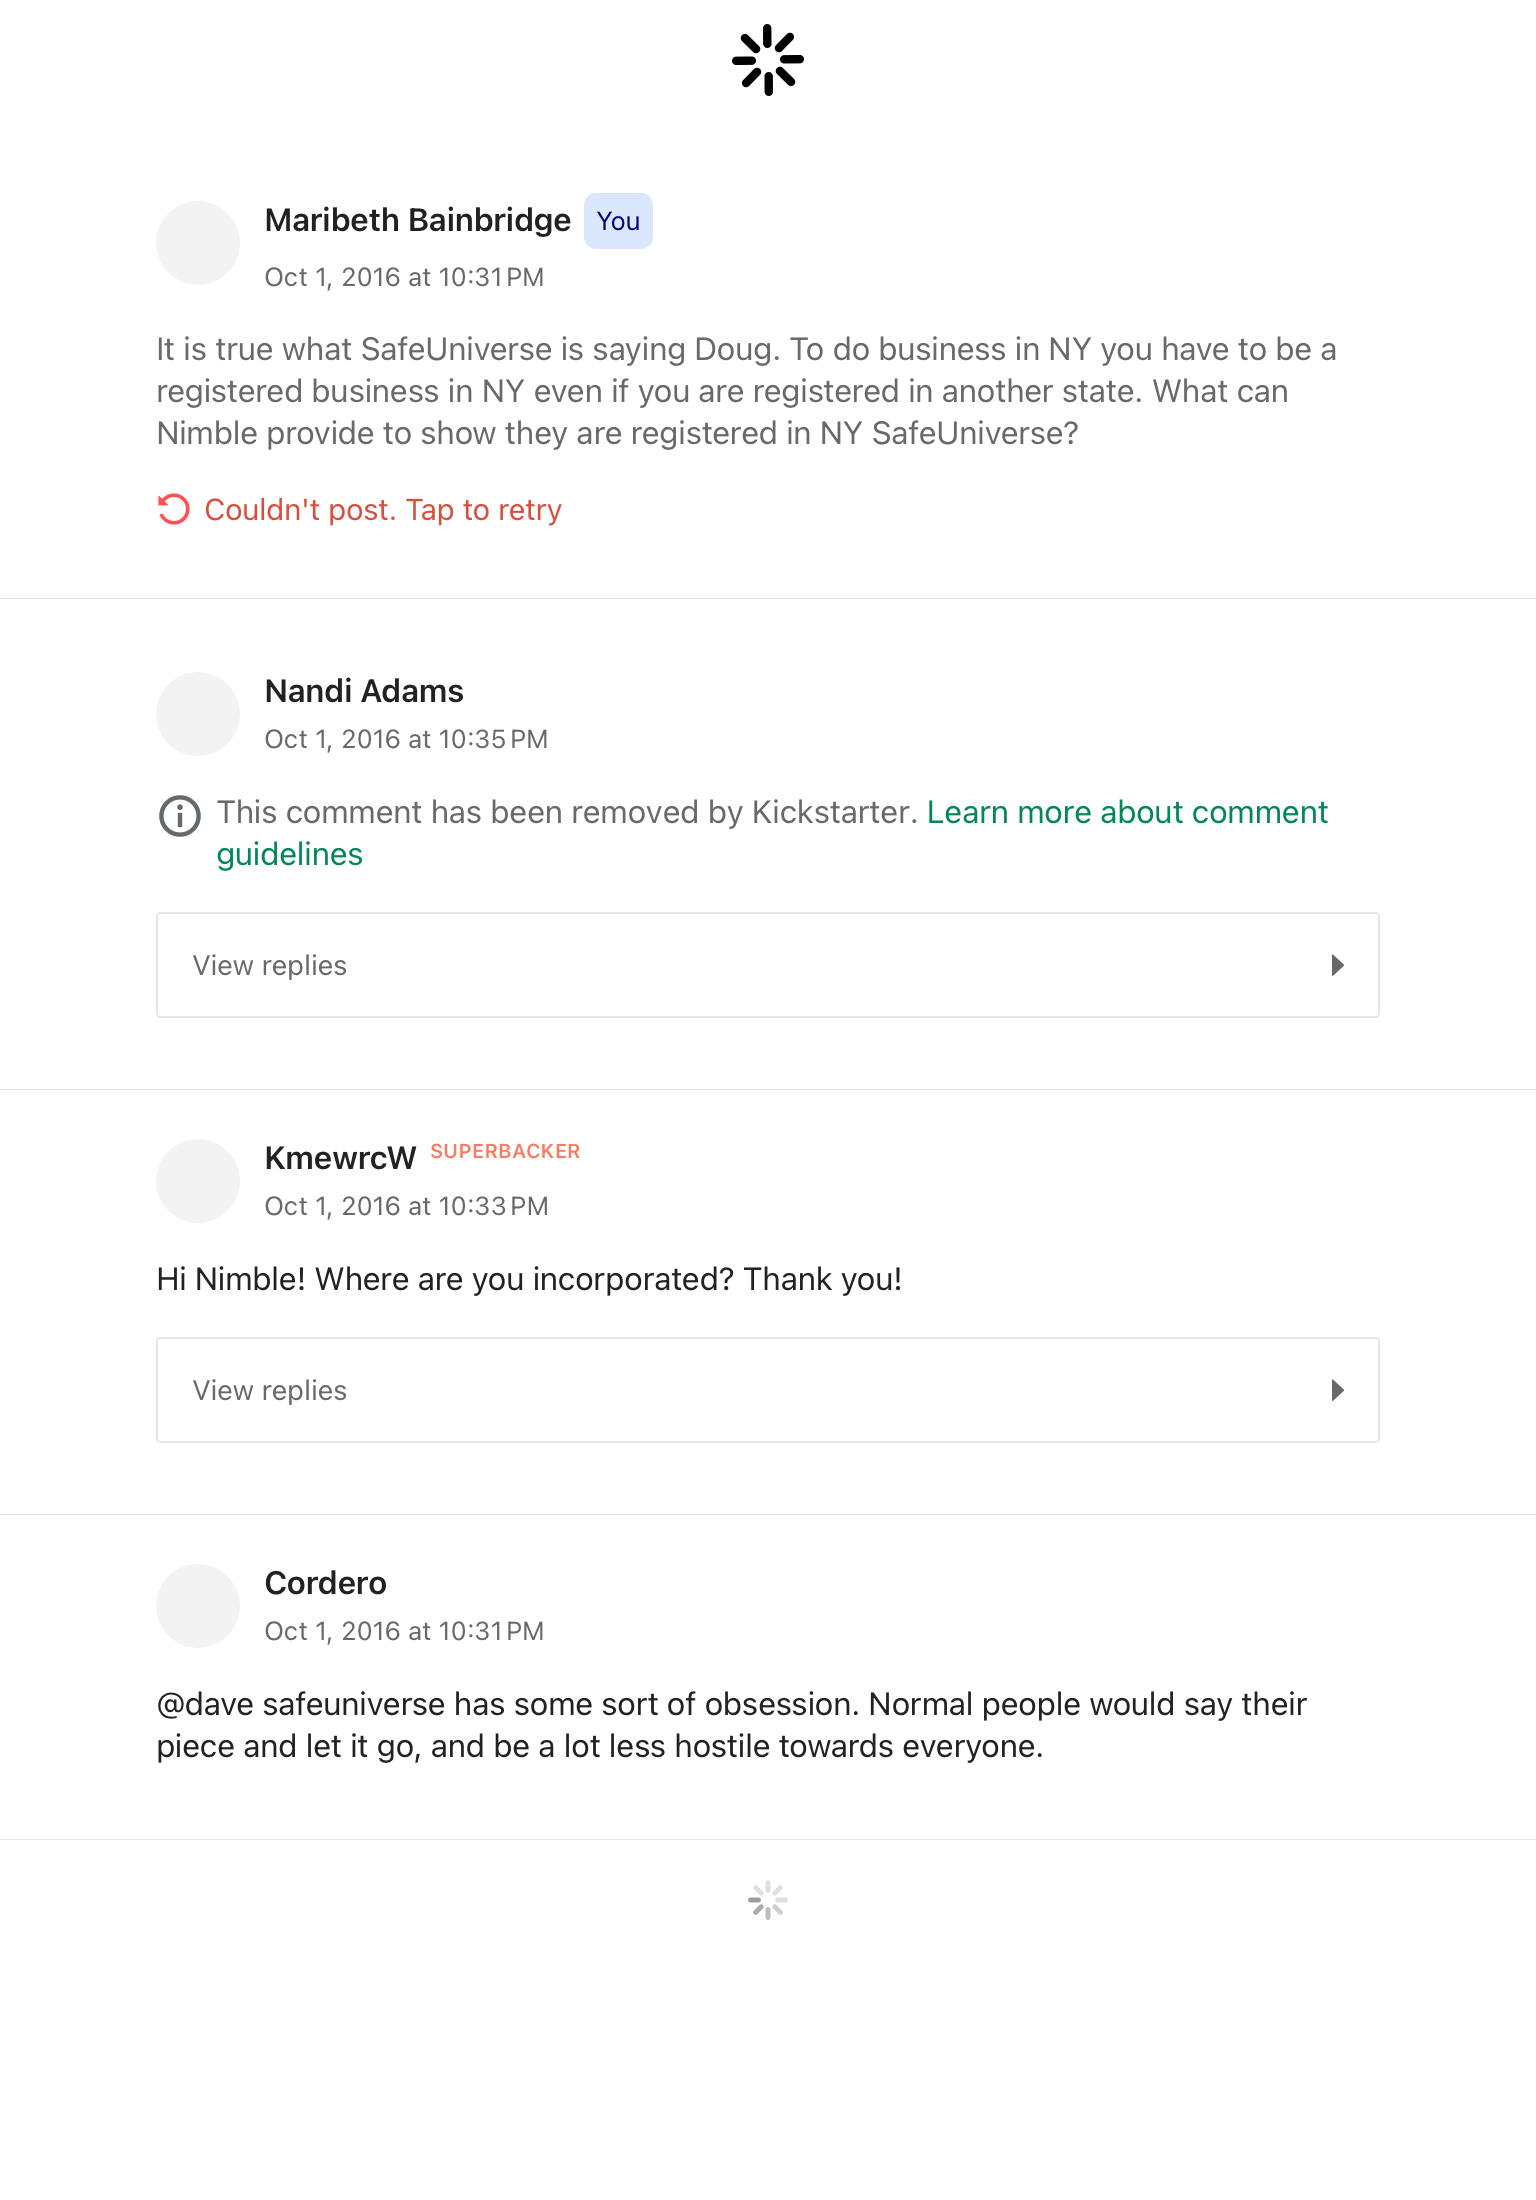 Maribeth Bainbridge You
Oct 1, 2016 at 10:31 PM
It is true what SafeUniverse is saying Doug. To do business in NY you have to be a
registered business in NY even if you are registered in another state. What can
Nimble provide to show they are registered in NY SafeUniverse?
Couldn't post. Tap to retry
Nandi Adams
Oct 1, 2016 at 10:35 PM
This comment has been removed by Kickstarter. Learn more about comment
guidelines
View replies
KmewrcW SUPERBACKER
Oct 1, 2016 at 10:33 PM
Hi Nimble! Where are you incorporated? Thank you!
View replies
Cordero
Oct 1, 2016 at 10:31 PM
@dave safeuniverse has some sort of obsession. Normal people would say their
piece and let it go, and be a lot less hostile towards everyone.